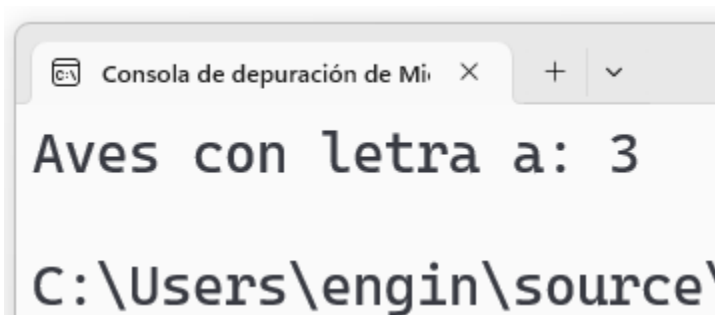 Consola de depuración de Mi
Aves con letra a: 3
C:\Users\engin\source\